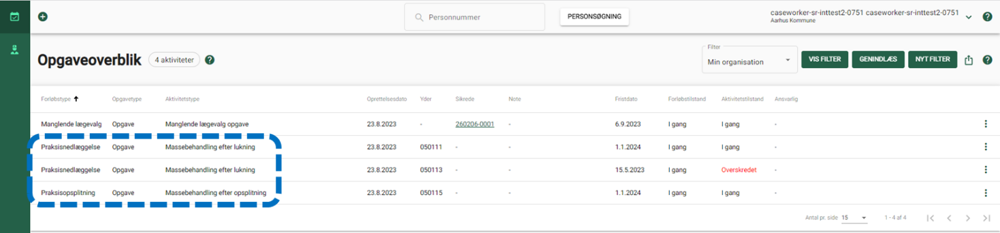 Personnummer PERSONSØGNING caseworker-sr-inttest2-0751 caseworker-sr-inttest2-0751
Aarhus Kommune
Opgaveoverblik 4 aktiviteter Filter Min organisation VIS FILTER GENINDLÆS NYT FILTER
Forløbstype Opgavetype Aktivitetstype Oprettelsesdato Yder Sikrede Note Fristdato Forløbstilstand Aktivitetstilstand Ansvarlig
Manglende lægevalg Opgave Manglende lægevalg opgave 23.8.2023 - 260206-0001 - 6.9.2023 I gang I gang -
Praksisnedlæggelse Opgave Massebehandling efter lukning 23.8.2023 050111 - - 1.1.2024 I gang I gang -
Praksisnedlæggelse Opgave Massebehandling efter lukning 23.8.2023 050113 - - 15.5.2023 I gang Overskredet -
Praksisopsplitning Opgave Massebehandling efter opsplitning 23.8.2023 050115 - - 1.1.2024 I gang I gang -
Antal pr. side 15 1 - 4 af 4